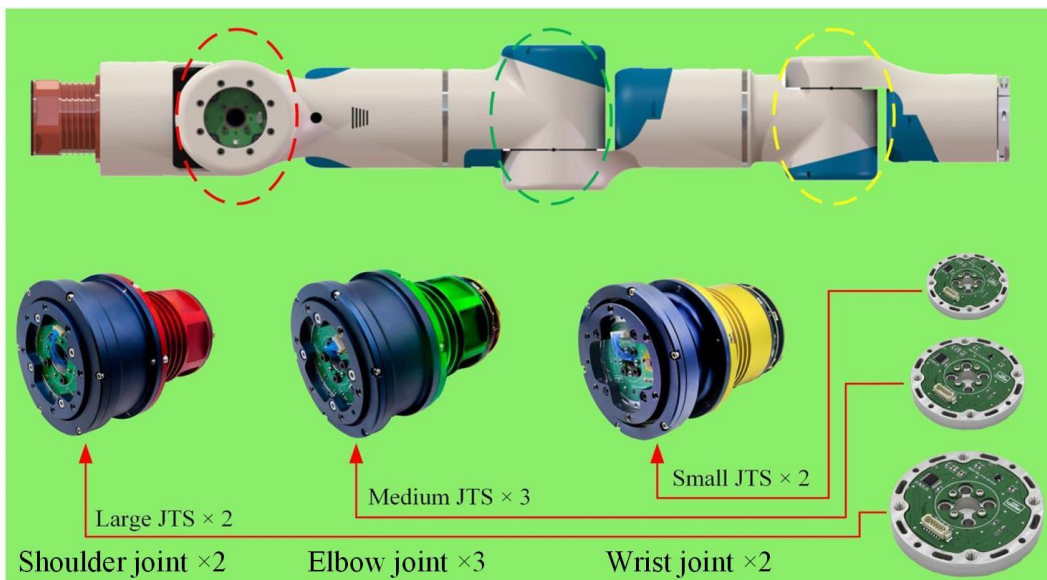 Small JTS × 2
Medium JTS × 3
Large JTS × 2
Shoulder joint ×2
Elbow joint ×3
Wrist joint ×2